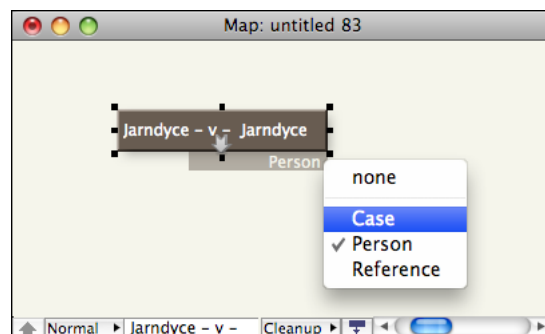 Map: untitled 83
Jarndyce – v – Jarndyce
Person
none
Case
✓ Person
Reference
Normal Jarndyce – v – Cleanup